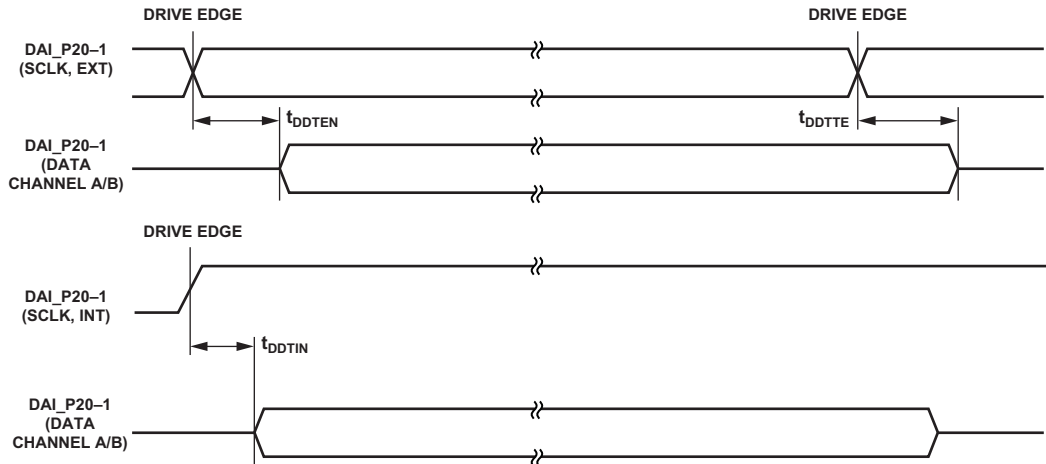 DRIVE EDGE
DRIVE EDGE
DAI_P20–1
(SCLK, EXT)
tDDTEN
tDDTTE
DAI_P20–1
(DATA
CHANNEL A/B)
DRIVE EDGE
DAI_P20–1
(SCLK, INT)
tDDTIN
DAI_P20–1
(DATA
CHANNEL A/B)